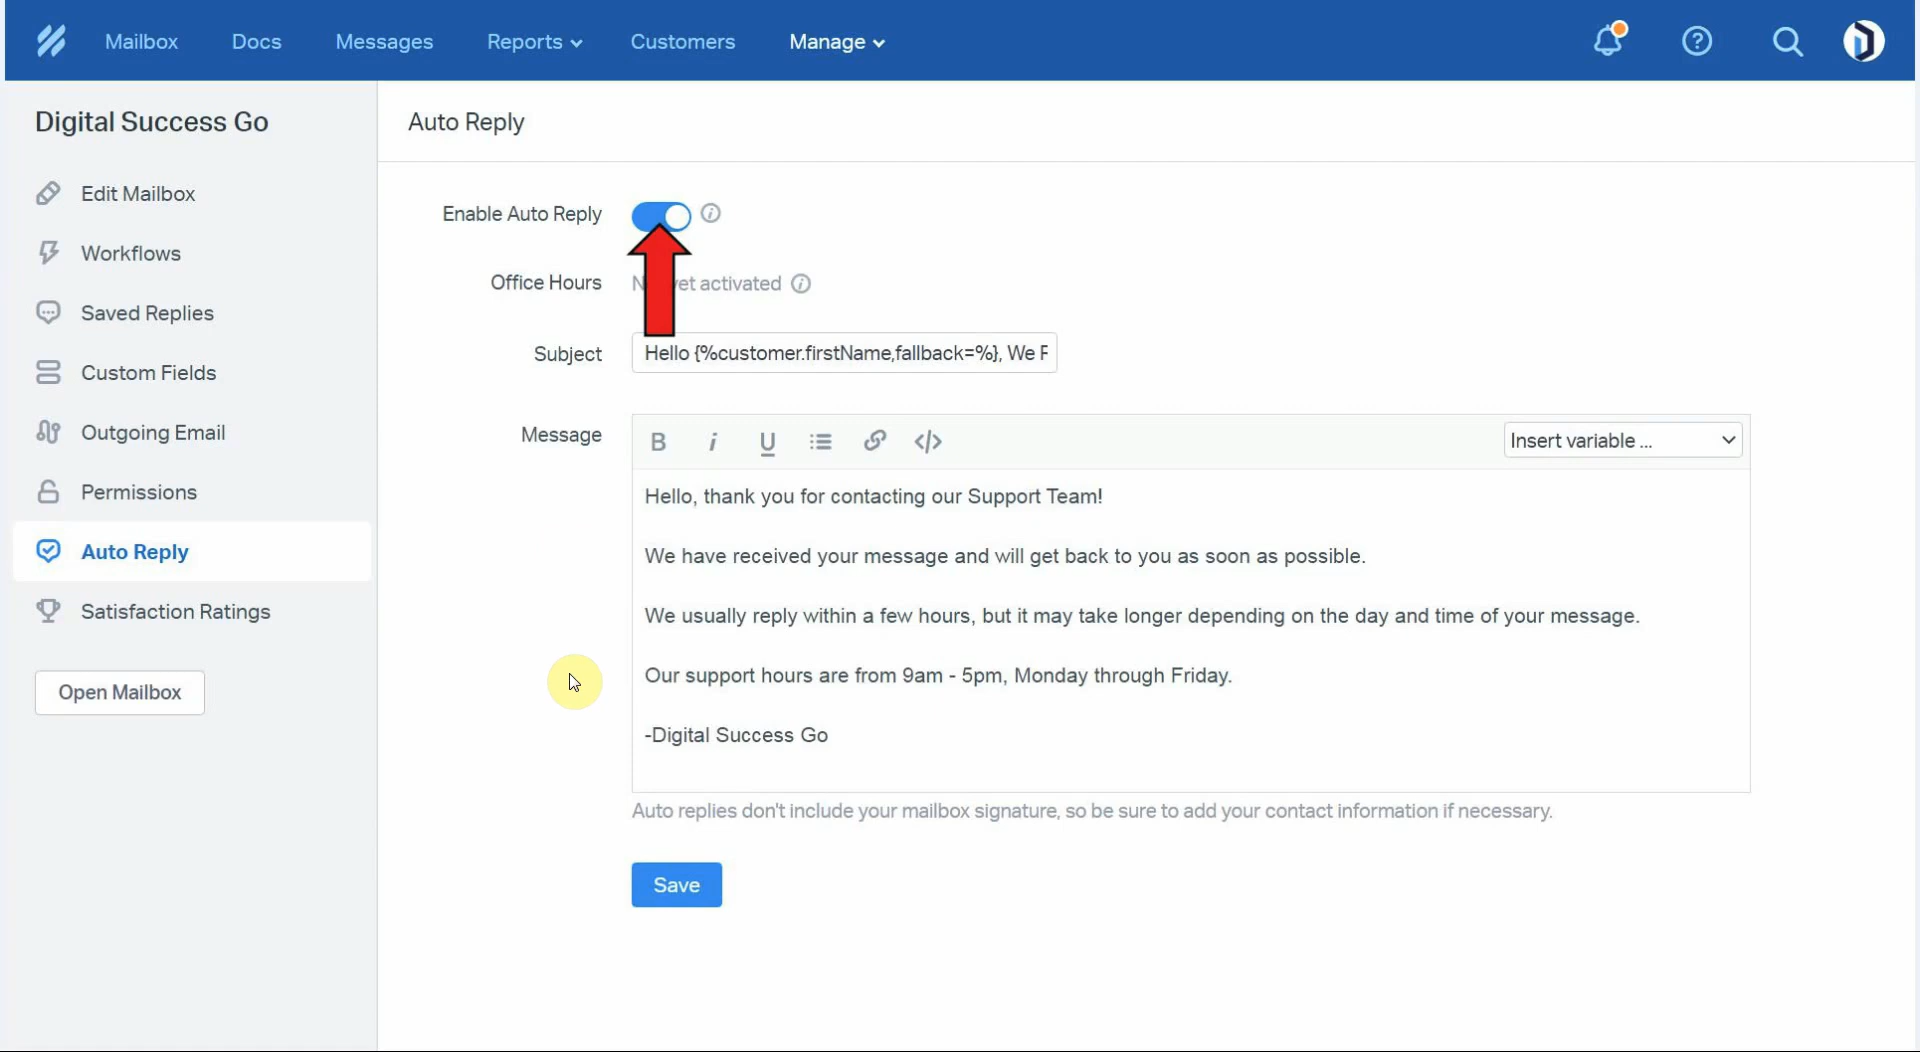 Mailbox Docs Messages Reports Customers Manage
Digital Success Go
Auto Reply
Edit Mailbox
Workflows
Saved Replies
Custom Fields
Outgoing Email
Permissions
Auto Reply
Satisfaction Ratings
Open Mailbox
Enable Auto Reply
Office Hours activated
Subject Hello {%customer.firstName,fallback=%}, We
Message B i U </> Insert variable ...
Hello, thank you for contacting our Support Team!
We have received your message and will get back to you as soon as possible.
We usually reply within a few hours, but it may take longer depending on the day and time of your message.
Our support hours are from 9am - 5pm, Monday through Friday.
-Digital Success Go
Auto replies don't include your mailbox signature, so be sure to add your contact information if necessary.
Save